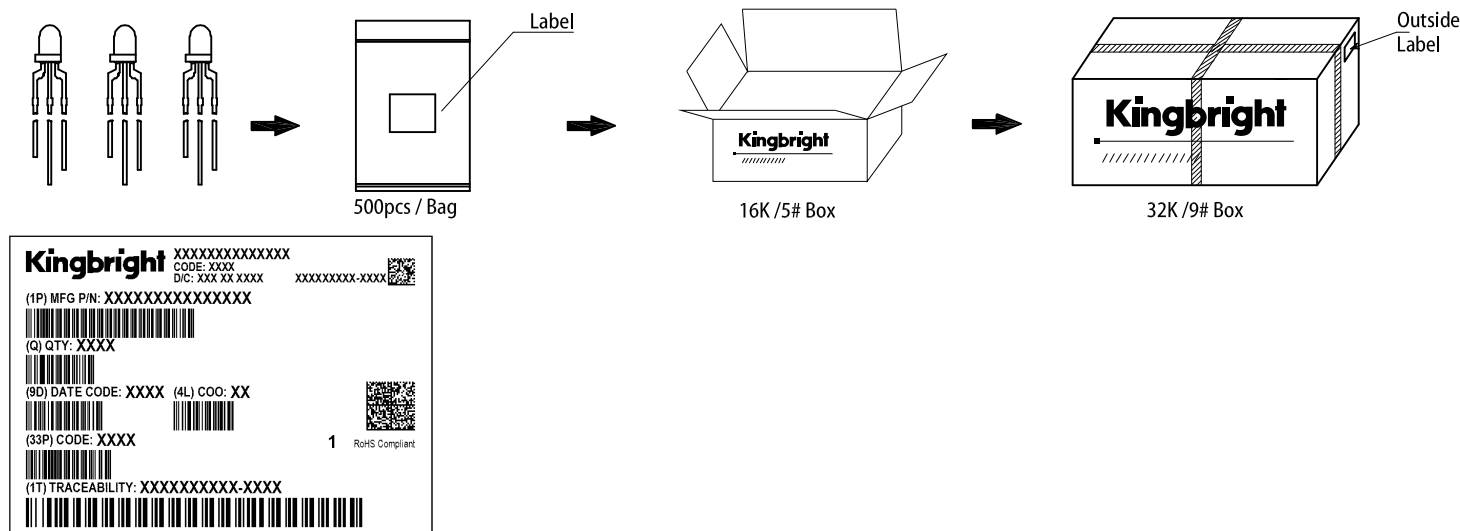 Label
Outside
Label
Kingbright
Kingbright
500pcs / Bag
16K /5# Box
32K /9# Box
Kingbright
XXXXXXXXXXXXXX
CODE: XXXX
D/C: XXX XX XXXX
XXXXXXXXX-XXXX
(1P) MFG P/N: XXXXXXXXXXXXXXX
(Q) QTY: XXXX
(9D) DATE CODE: XXXX (4L) COO: XX
(33P) CODE: XXXX
1 RoHS Compliant
(1T) TRACEABILITY: XXXXXXXXXX-XXXX